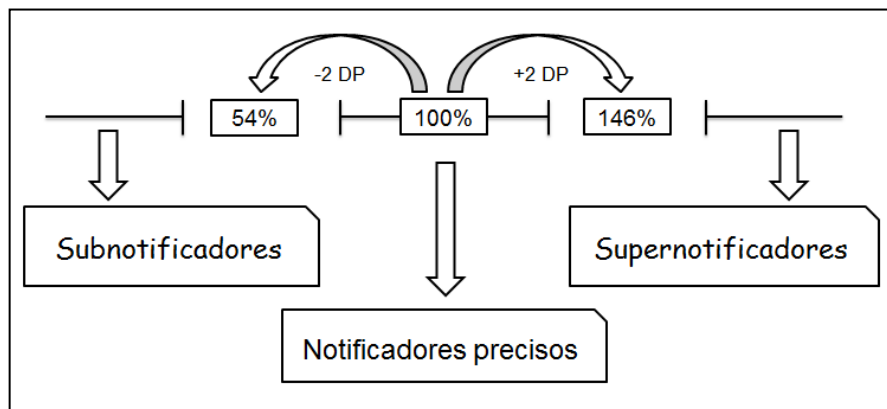 -2 DP
+2 DP
54%
100%
146%
Subnotificadores
Supernotificadores
Notificadores precisos